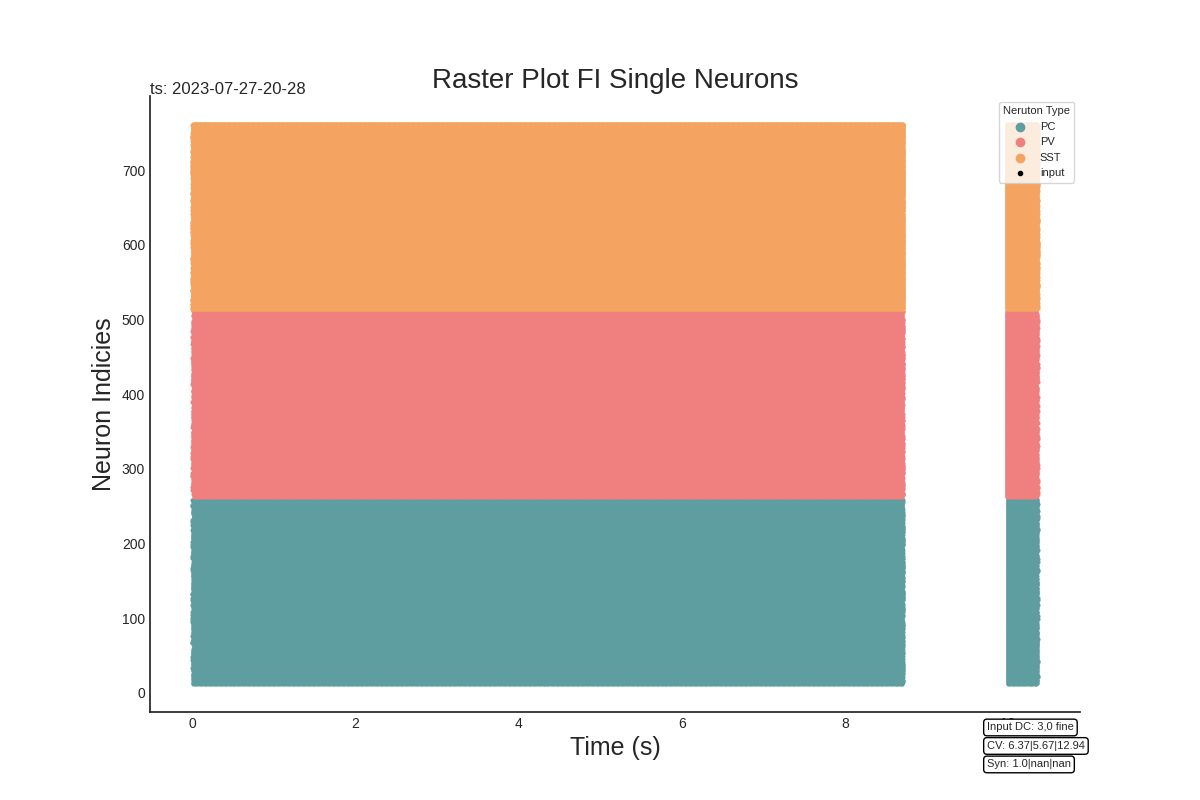 Raster Plot FI Single Neurons
ts: 2023-07-27-20-28
Neruton Type
PC
PV
SST
input
Neuron Indicies
700
600
500
400
300
200
100
0
0 2 4 6 8
Time (s)
Input DC: 3,0 fine
CV: 6.37|5.67|12.94
Syn: 1.0|nan|nan